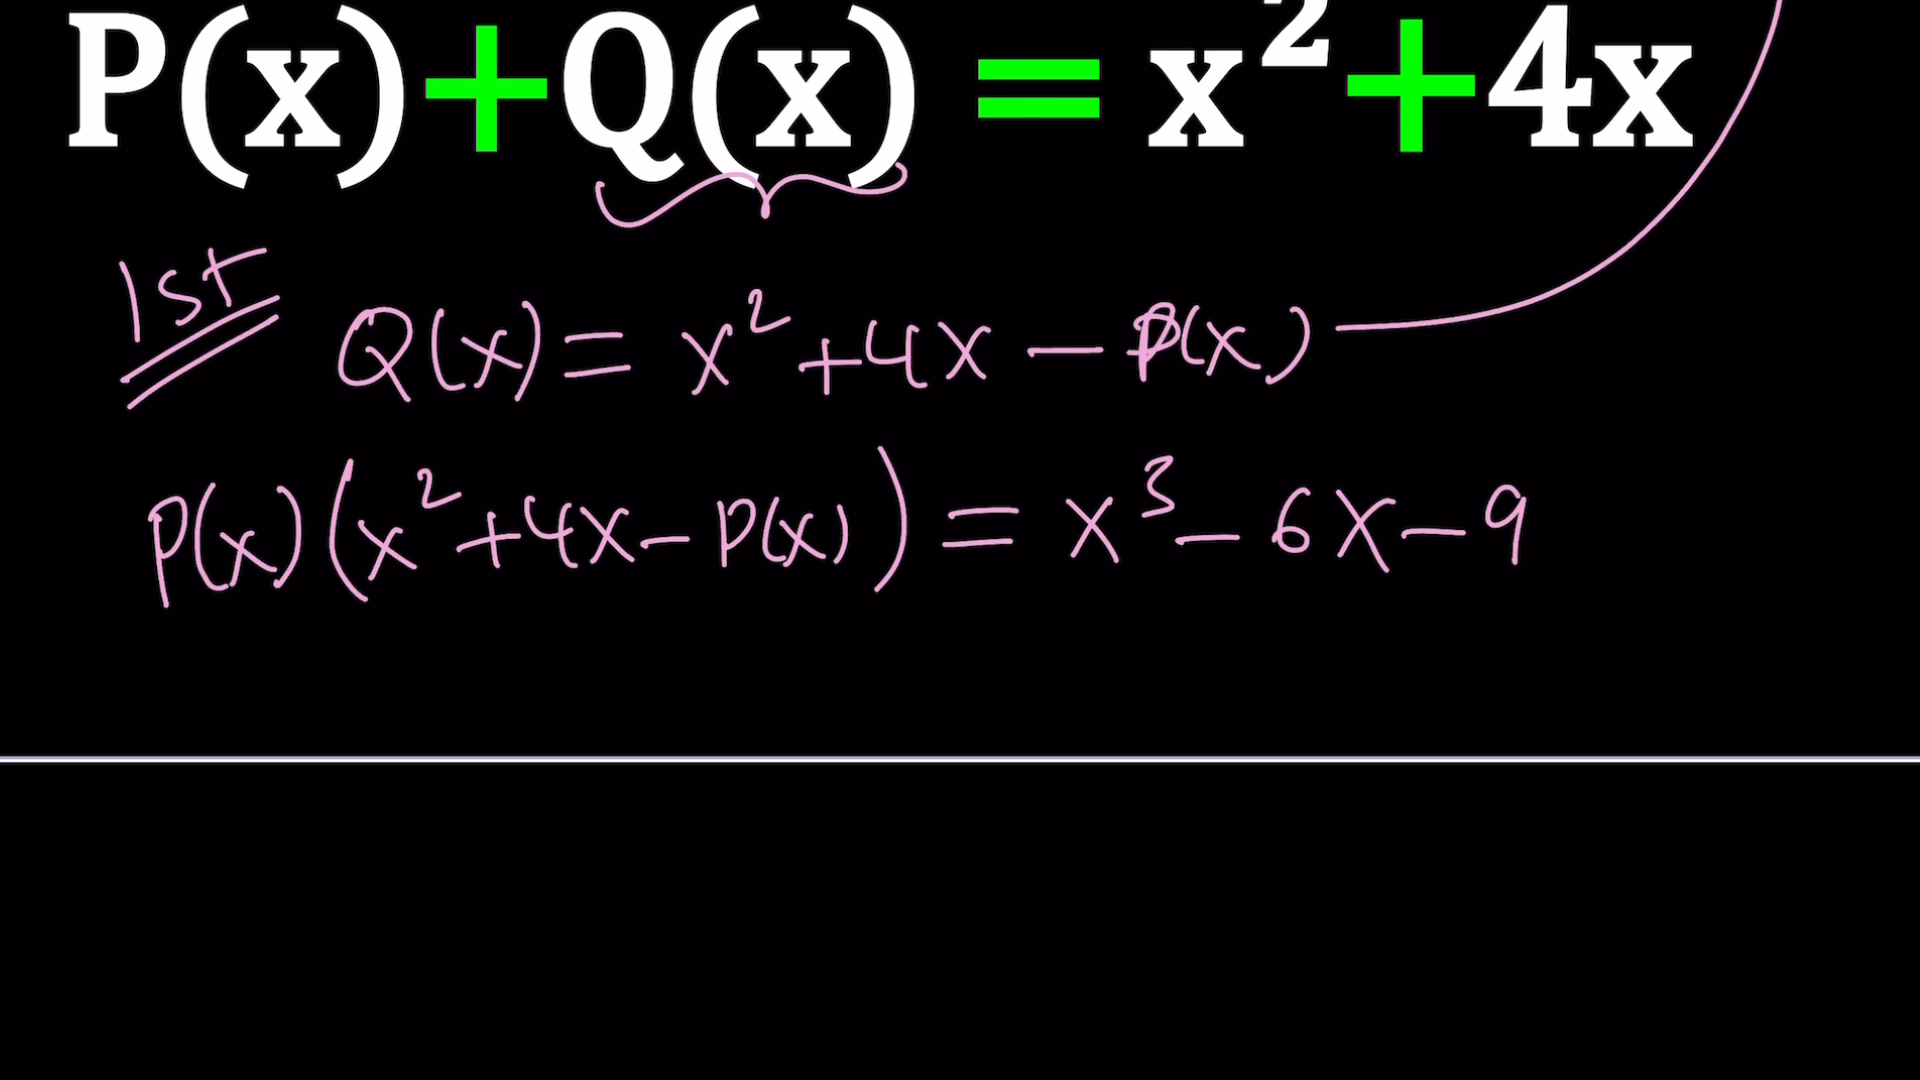 P(x)+Q(x) = x²+4x
1st
Q(x) = x²+4x - P(x)
P(x)(x²+4x-P(x)) = x³-6x-9